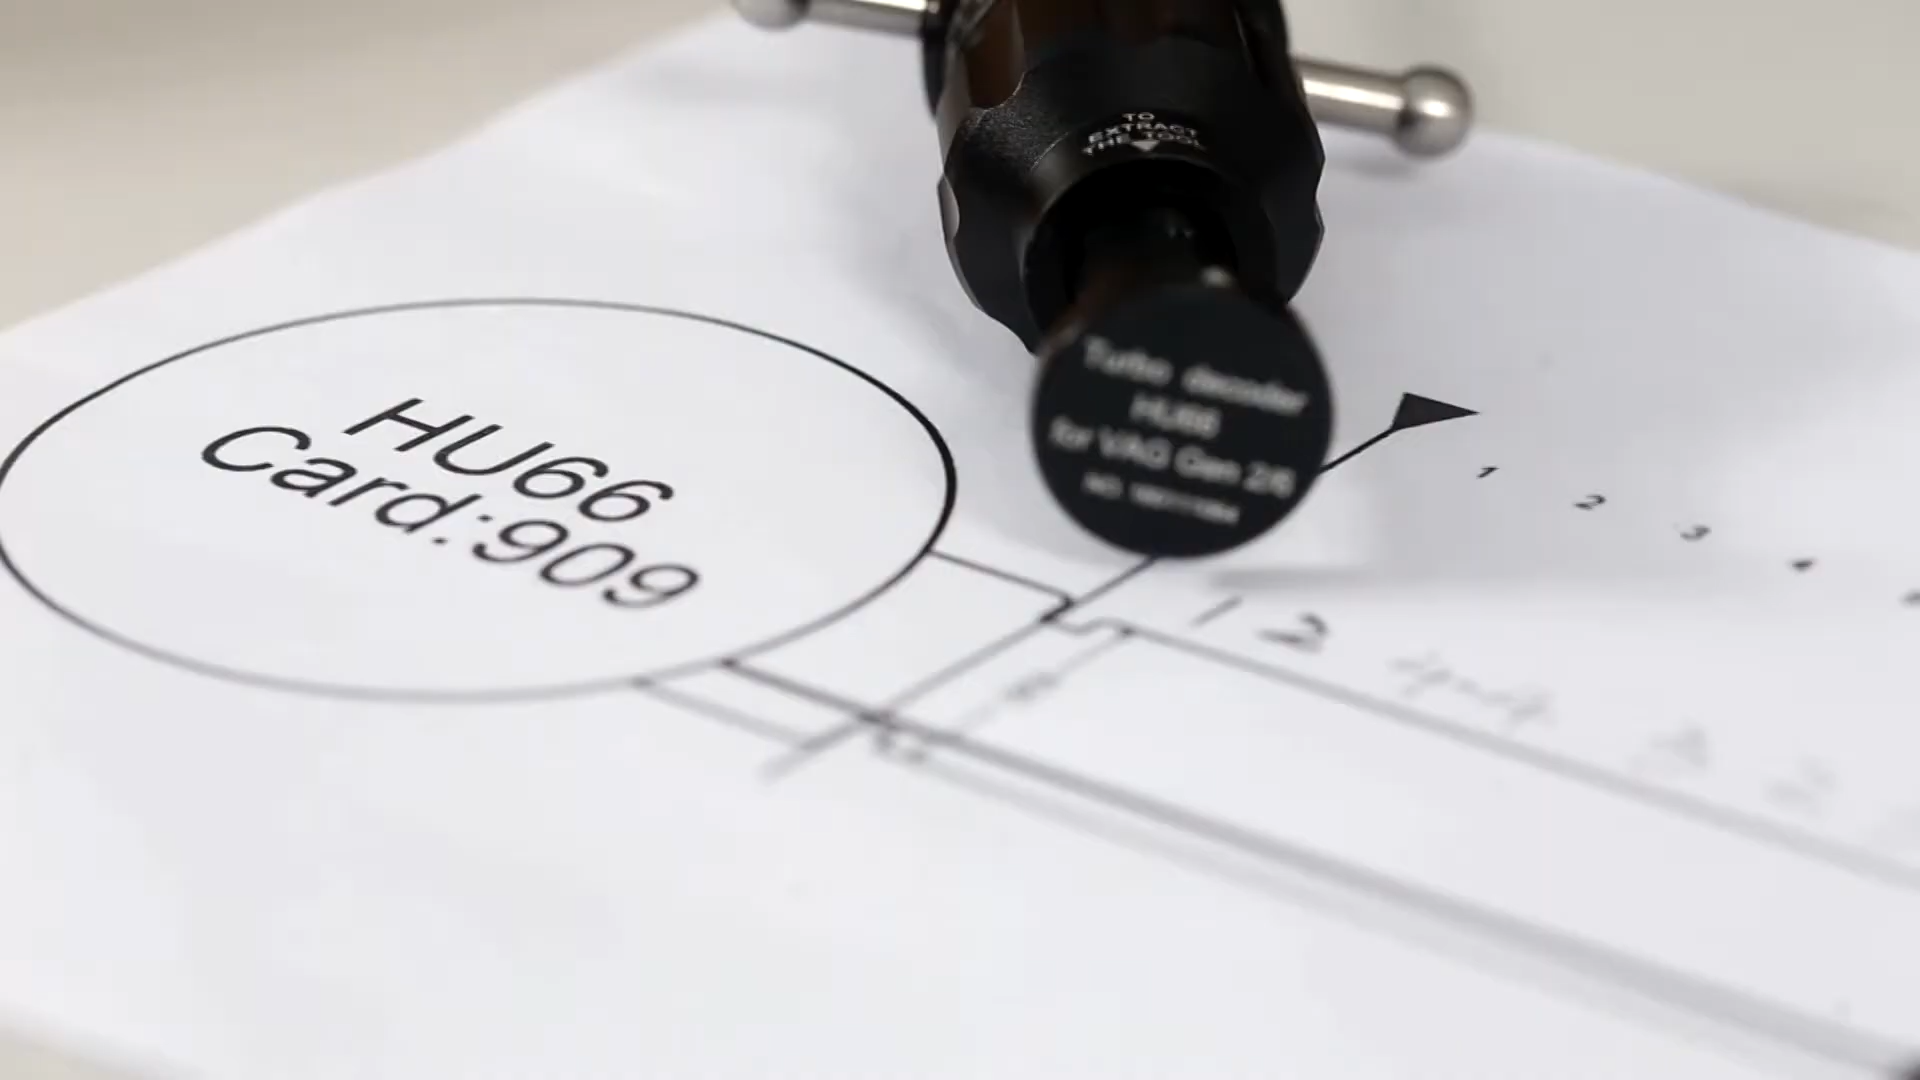 TO
EXTRACT
THE TOOL
Turbo decoder
HU66
for VAG Gen 2/6
HU66
Card:909
1 2 3 4
1 2